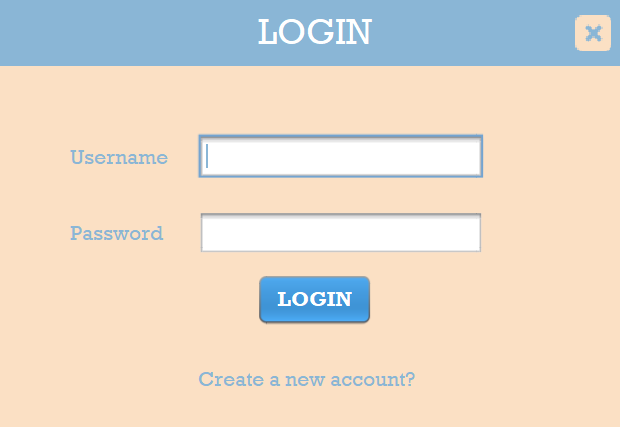 LOGIN
Username
Password
LOGIN
Create a new account?